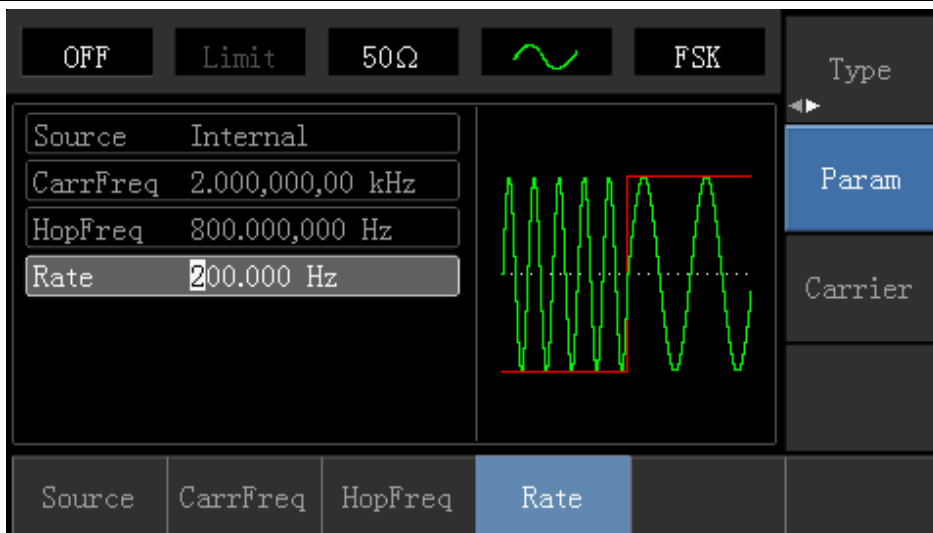 OFF Limit 50Ω FSK
Type
Source Internal
CarrFreq 2.000,000,00 kHz
HopFreq 800.000,000 Hz
Rate 200.000 Hz
Param
Carrier
Source CarrFreq HopFreq Rate